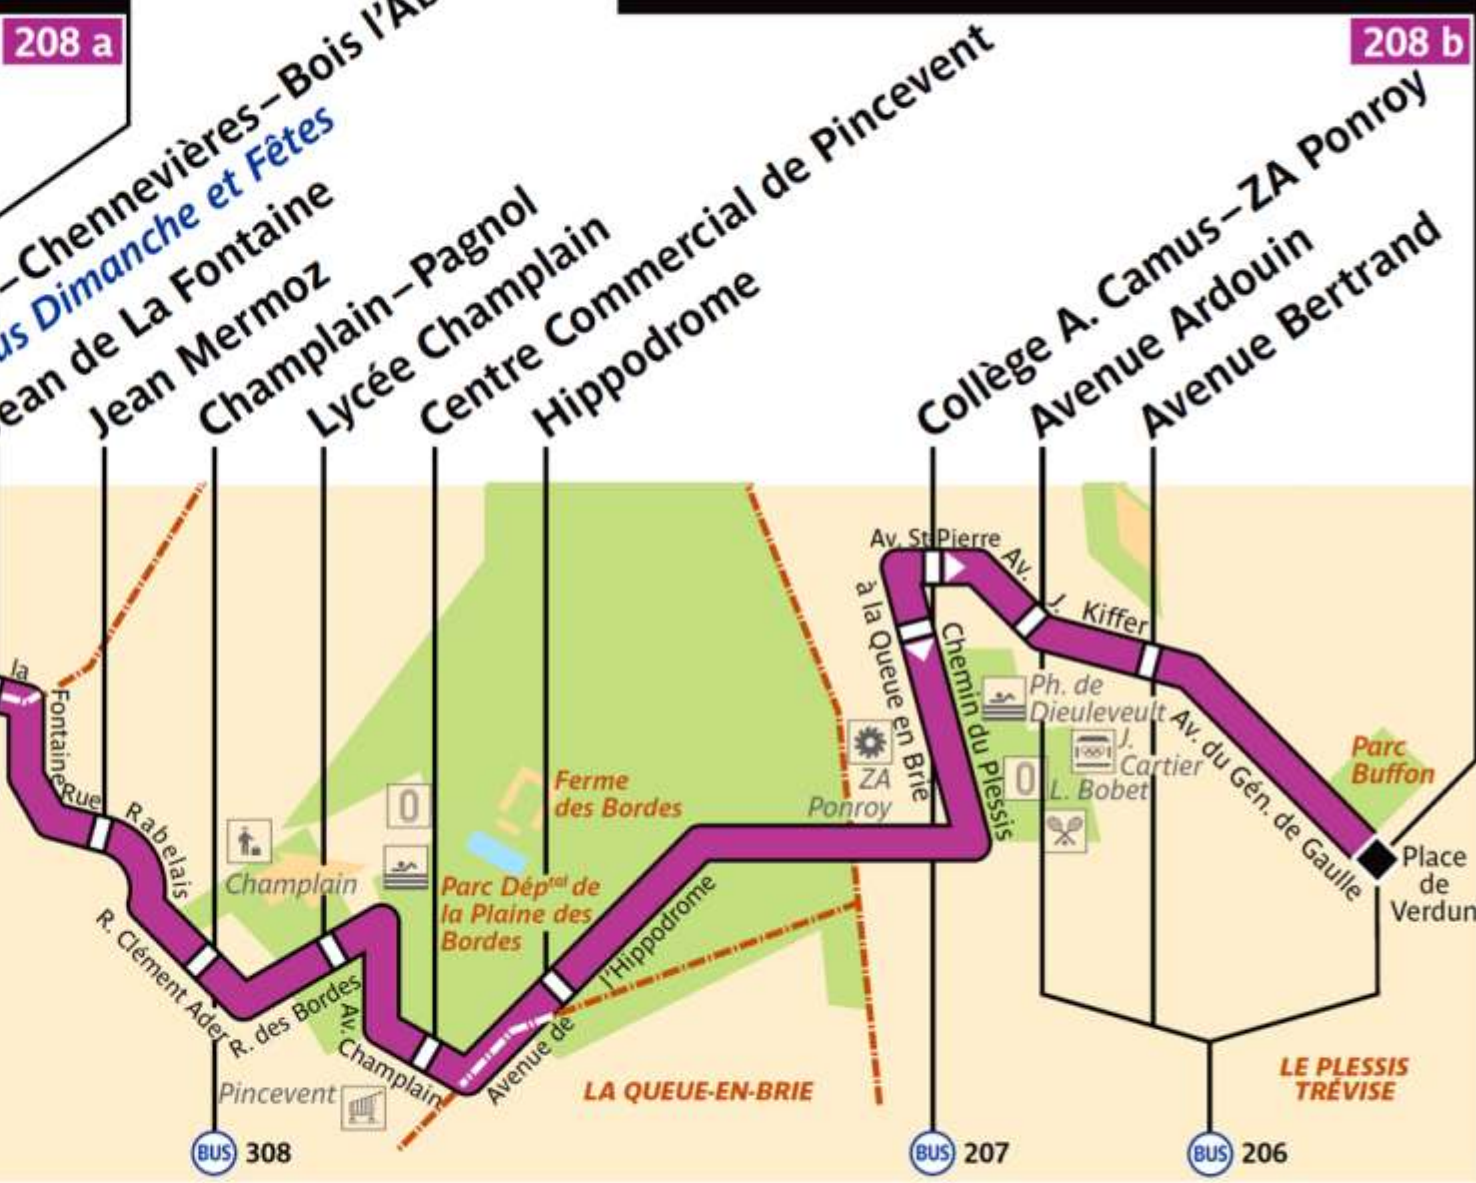 208 a
208 b
–Chennevières–Bois l'A
Dimanche et Fêtes
ean de La Fontaine
Jean Mermoz
Champlain–Pagnol
Lycée Champlain
Centre Commercial de Pincevent
Hippodrome
Collège A. Camus–ZA Ponroy
Avenue Ardouin
Avenue Bertrand
la
Fontaine
Rue
Rabelais
R. Clément Ader
R. des Bordes
Av.
Champlain
Avenue de
l'Hippodrome
Av. St-Pierre
à la Queue en Brie
Chemin du Plessis
Av.
J. Kiffer
Av. du Gén. de Gaulle
Champlain
Pincevent
Ferme
des Bordes
Parc Déptal de
la Plaine des
Bordes
ZA
Ponroy
Ph. de
Dieuleveult
J.
Cartier
L. Bobet
Parc
Buffon
Place
de
Verdun
LA QUEUE-EN-BRIE
LE PLESSIS
TRÉVISE
BUS 308
BUS 207
BUS 206